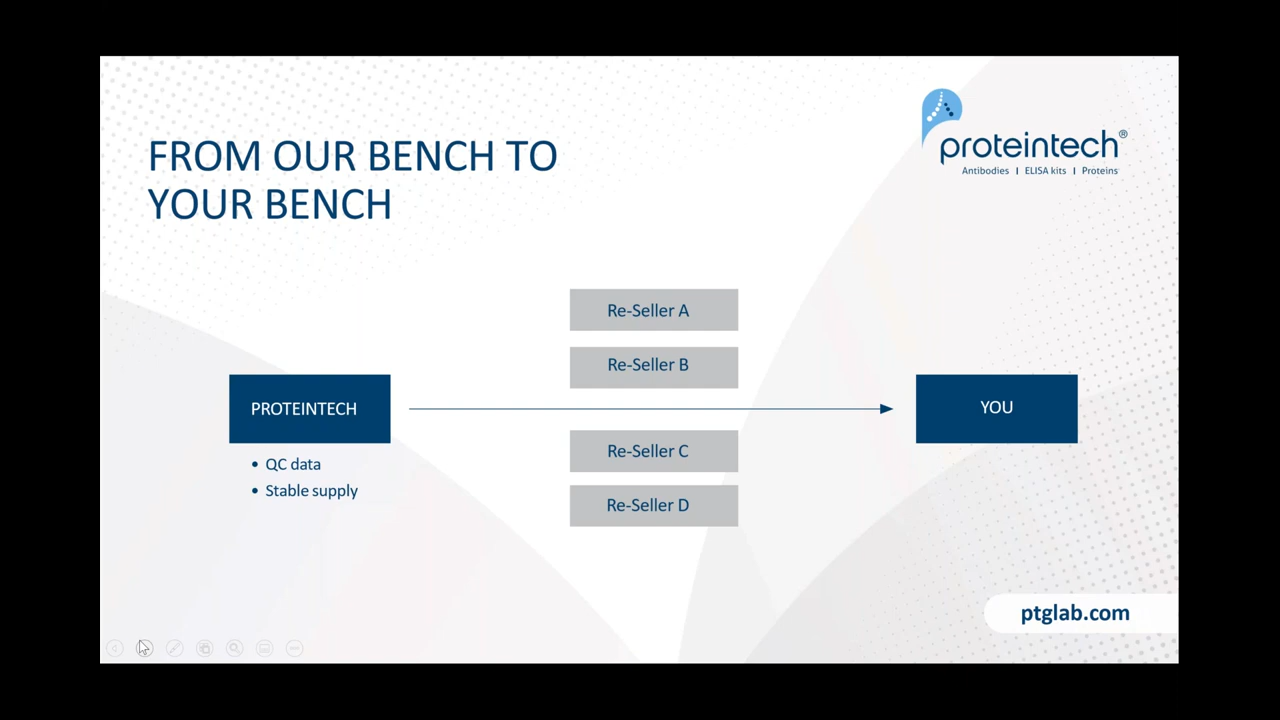 FROM OUR BENCH TO
YOUR BENCH
proteintech®
Antibodies | ELISA kits | Proteins
Re-Seller A
Re-Seller B
PROTEINTECH
YOU
• QC data
• Stable supply
Re-Seller C
Re-Seller D
ptglab.com